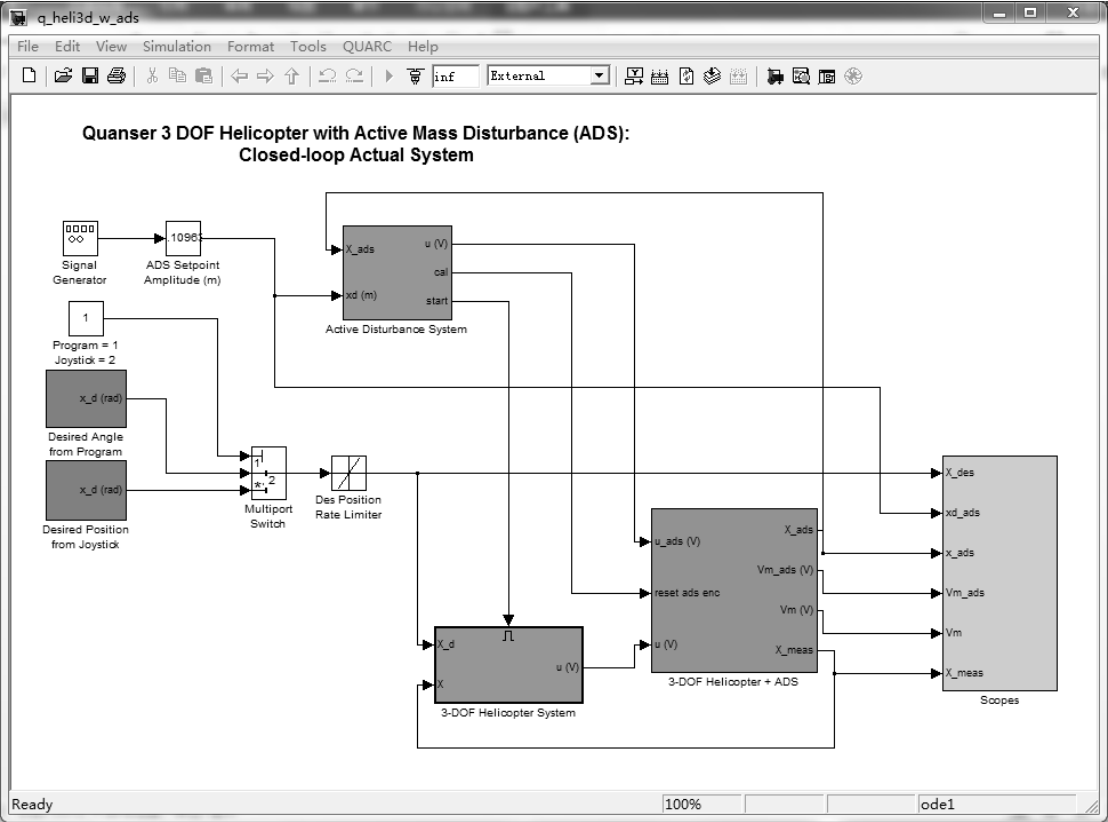 q_heli3d_w_ads
File Edit View Simulation Format Tools QUARC Help
inf External
Quanser 3 DOF Helicopter with Active Mass Disturbance (ADS):
Closed-loop Actual System
Signal
Generator
.1096
ADS Setpoint
Amplitude (m)
X_ads
xd (m)
u (V)
cal
start
Active Disturbance System
1
Program = 1
Joystick = 2
x_d (rad)
Desired Angle
from Program
x_d (rad)
Desired Position
from Joystick
1
2
*,
Multiport
Switch
Des Position
Rate Limiter
X_d
X
u (V)
3-DOF Helicopter System
u_ads (V)
reset ads enc
u (V)
X_ads
Vm_ads (V)
Vm (V)
X_meas
3-DOF Helicopter + ADS
X_des
xd_ads
x_ads
Vm_ads
Vm
X_meas
Scopes
Ready 100% ode1